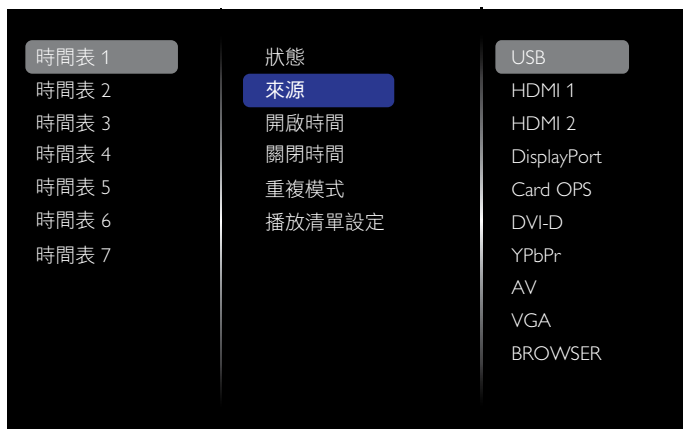 時間表 1
時間表 2
時間表 3
時間表 4
時間表 5
時間表 6
時間表 7
狀態
來源
開啟時間
關閉時間
重複模式
播放清單設定
USB
HDMI 1
HDMI 2
DisplayPort
Card OPS
DVI-D
YPbPr
AV
VGA
BROWSER